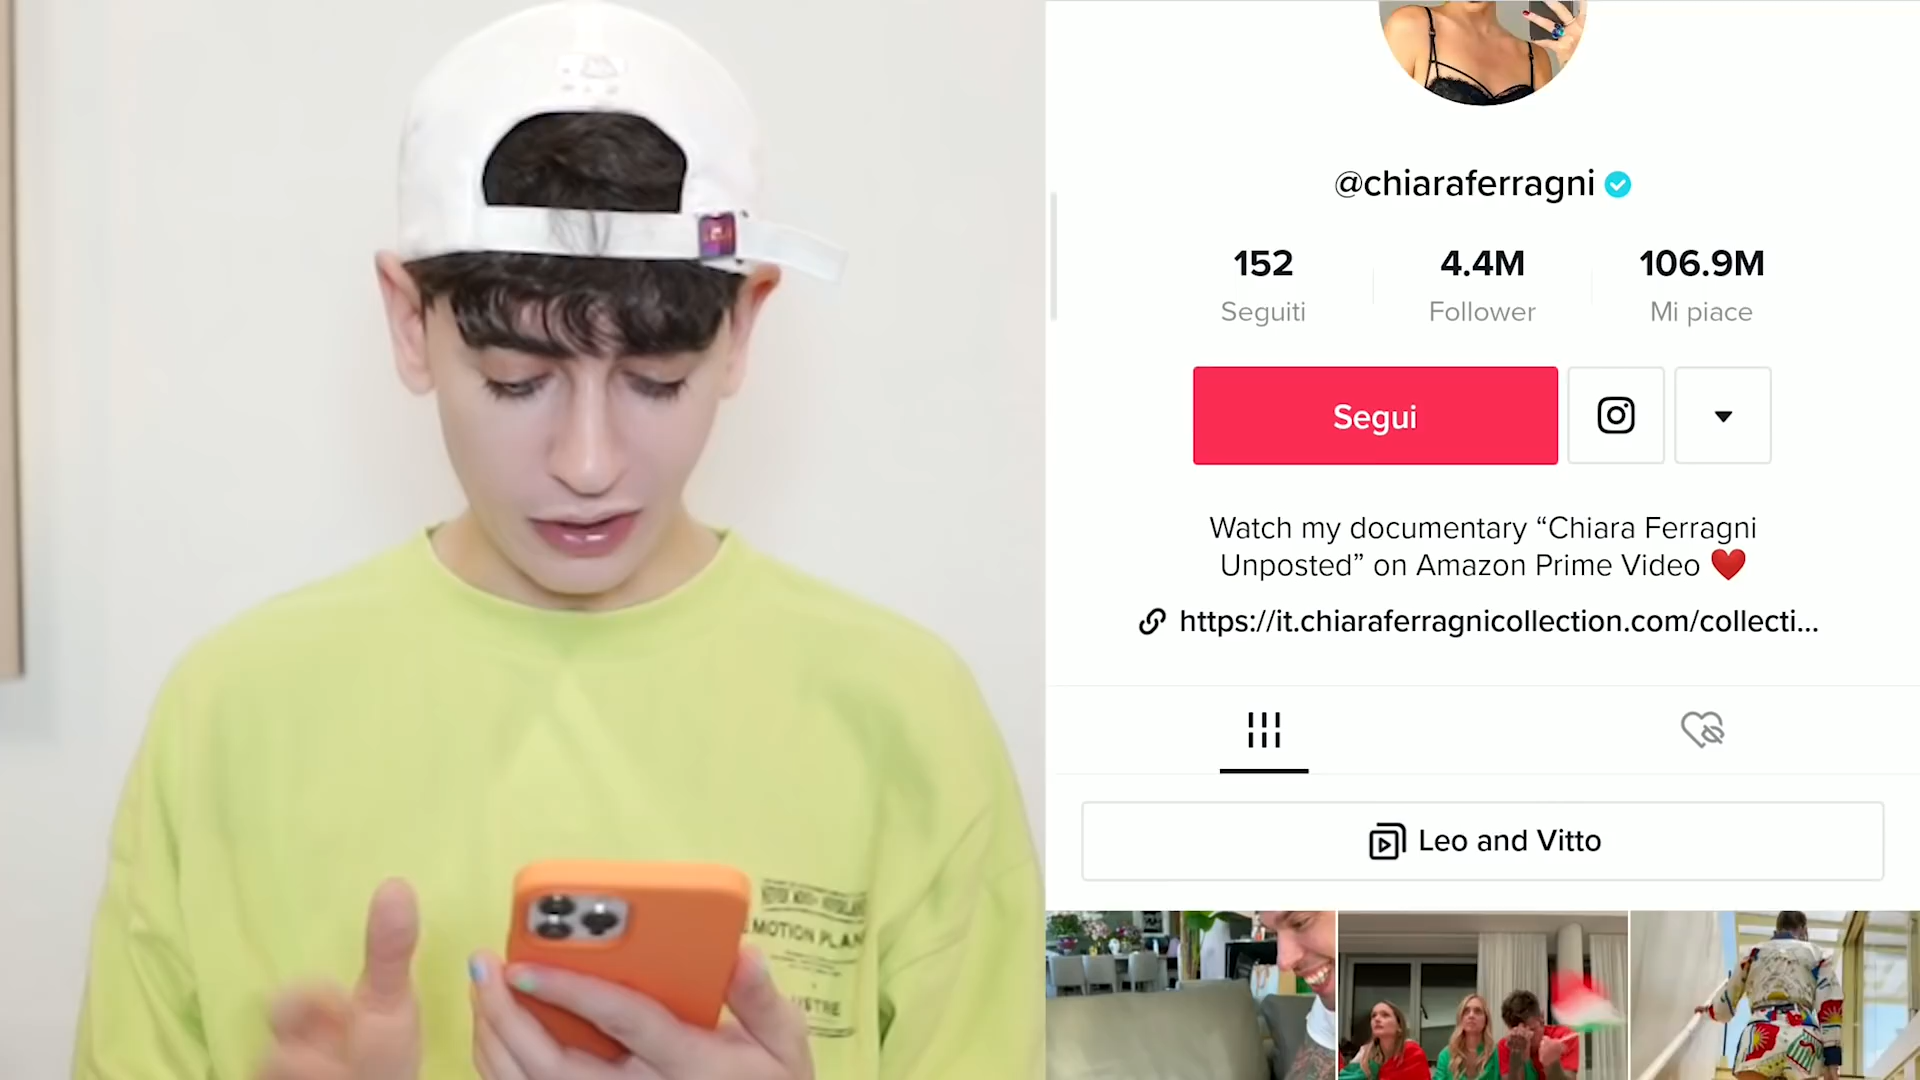 @chiaraferragni
152
4.4M
106.9M
Seguiti
Follower
Mi piace
Segui
Watch my documentary “Chiara Ferragni
Unposted” on Amazon Prime Video ❤️
https://it.chiaraferragnicollection.com/collecti...
Leo and Vitto
MOTION PLAN